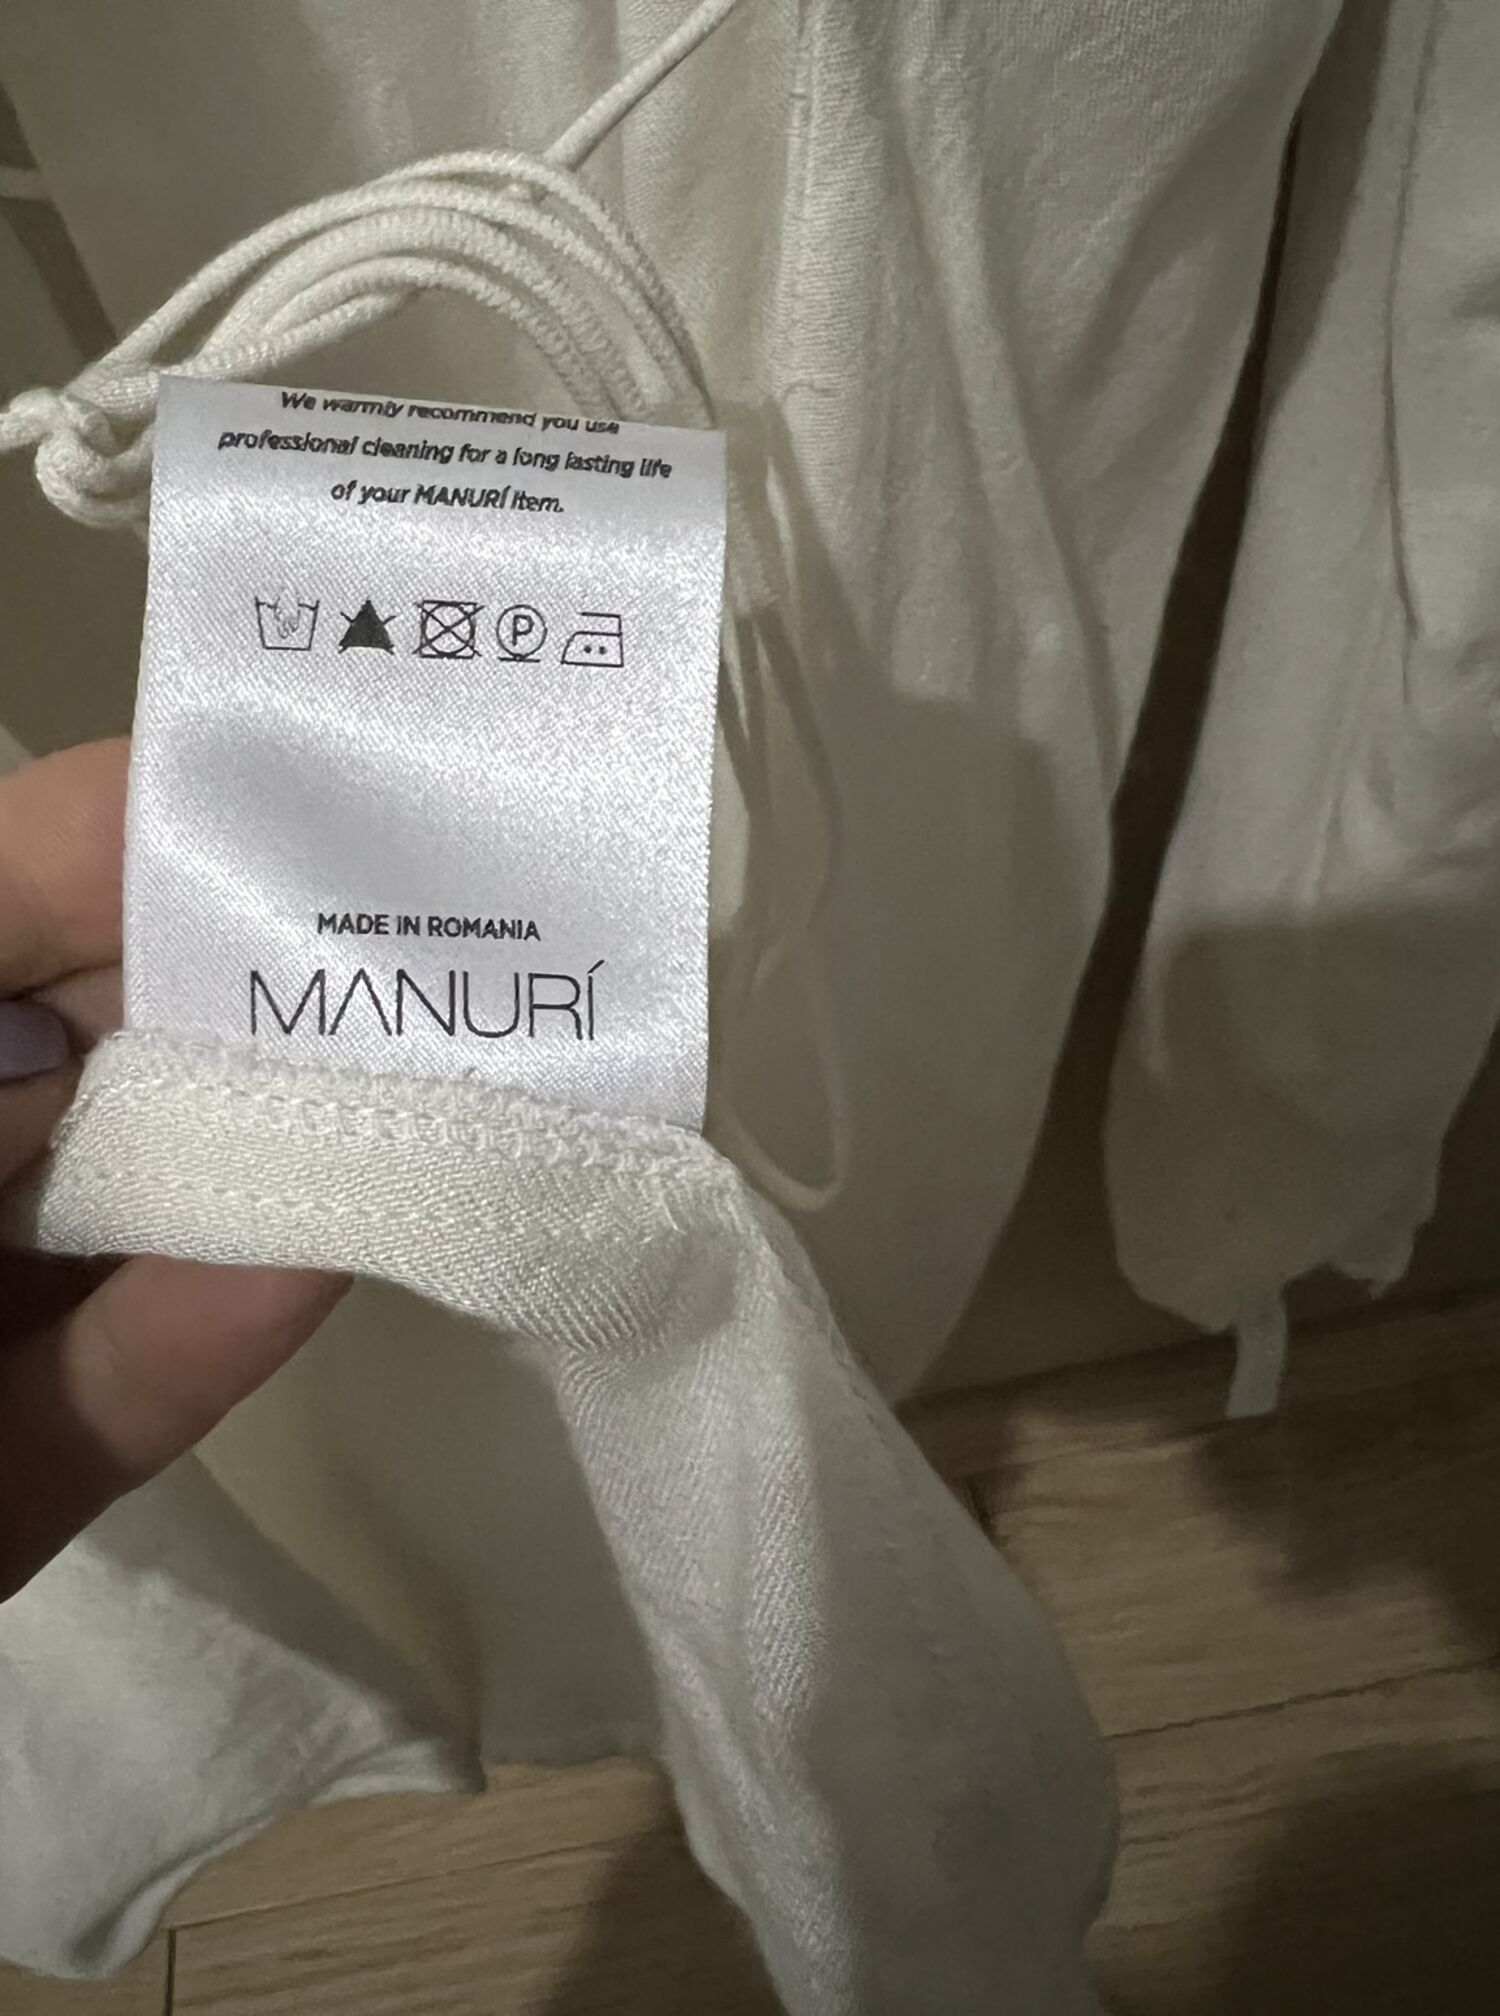 We warmly recommend you use
professional cleaning for a long lasting life
of your MANURÍ item.
P
MADE IN ROMANIA
MANURÍ